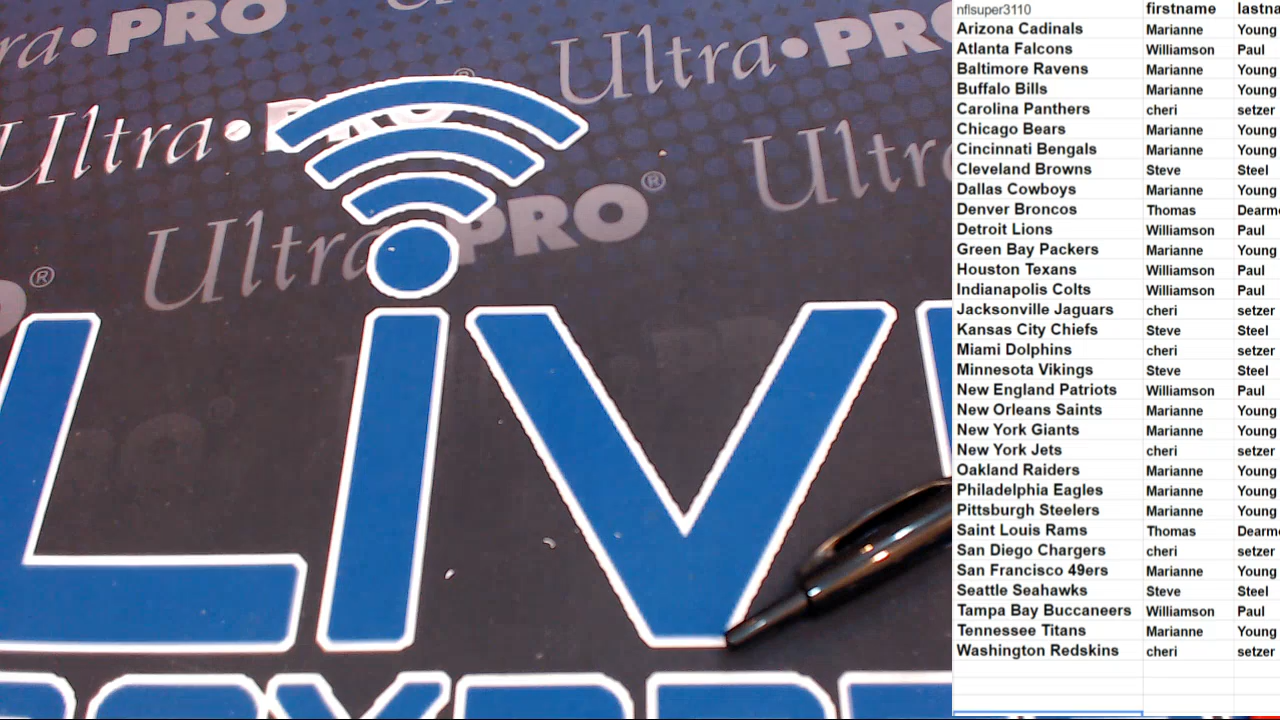 ra•PRO
Ultra•PRO
Ultra•PRO®
Ultra PRO®
Ultra
LiV
nflsuper3110 firstname lastna
Arizona Cadinals Marianne Young
Atlanta Falcons Williamson Paul
Baltimore Ravens Marianne Young
Buffalo Bills Marianne Young
Carolina Panthers cheri setzer
Chicago Bears Marianne Young
Cincinnati Bengals Marianne Young
Cleveland Browns Steve Steel
Dallas Cowboys Marianne Young
Denver Broncos Thomas Dearm
Detroit Lions Williamson Paul
Green Bay Packers Marianne Young
Houston Texans Williamson Paul
Indianapolis Colts Williamson Paul
Jacksonville Jaguars cheri setzer
Kansas City Chiefs Steve Steel
Miami Dolphins cheri setzer
Minnesota Vikings Steve Steel
New England Patriots Williamson Paul
New Orleans Saints Marianne Young
New York Giants Marianne Young
New York Jets cheri setzer
Oakland Raiders Marianne Young
Philadelphia Eagles Marianne Young
Pittsburgh Steelers Marianne Young
Saint Louis Rams Thomas Dearm
San Diego Chargers cheri setzer
San Francisco 49ers Marianne Young
Seattle Seahawks Steve Steel
Tampa Bay Buccaneers Williamson Paul
Tennessee Titans Marianne Young
Washington Redskins cheri setzer